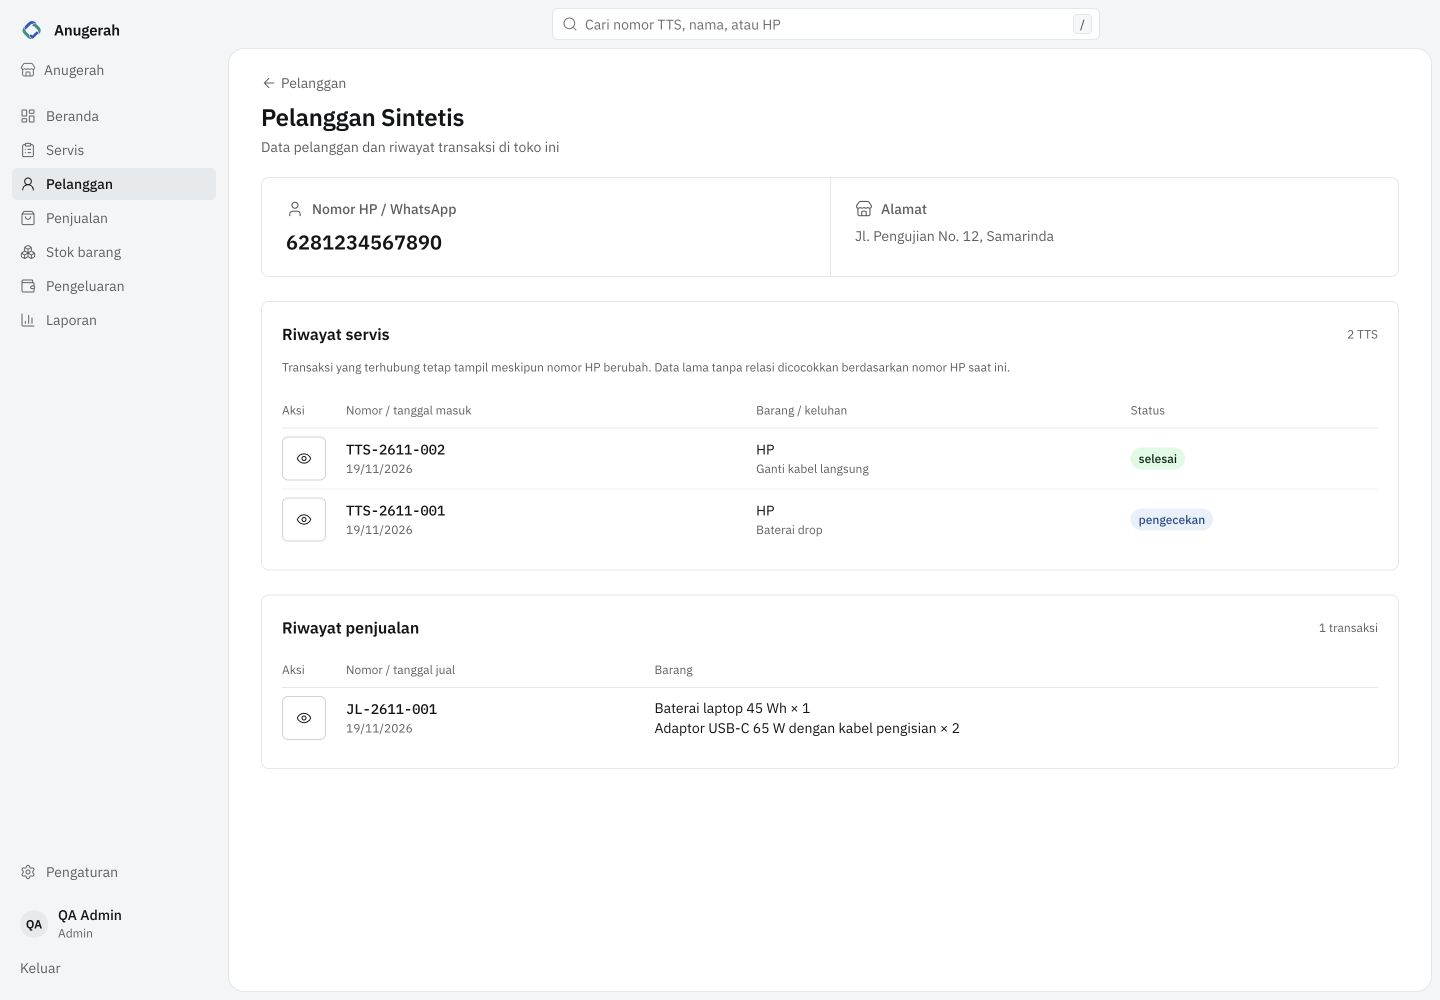 Anugerah
Cari nomor TTS, nama, atau HP
/
Anugerah
Beranda
Servis
Pelanggan
Penjualan
Stok barang
Pengeluaran
Laporan
Pengaturan
QA
QA Admin
Admin
Keluar
Pelanggan
Pelanggan Sintetis
Data pelanggan dan riwayat transaksi di toko ini
Nomor HP / WhatsApp
6281234567890
Alamat
Jl. Pengujian No. 12, Samarinda
Riwayat servis
2 TTS
Transaksi yang terhubung tetap tampil meskipun nomor HP berubah. Data lama tanpa relasi dicocokkan berdasarkan nomor HP saat ini.
Aksi Nomor / tanggal masuk Barang / keluhan Status
TTS-2611-002 HP selesai
19/11/2026 Ganti kabel langsung
TTS-2611-001 HP pengecekan
19/11/2026 Baterai drop
Riwayat penjualan
1 transaksi
Aksi Nomor / tanggal jual Barang
JL-2611-001 Baterai laptop 45 Wh × 1
19/11/2026 Adaptor USB-C 65 W dengan kabel pengisian × 2